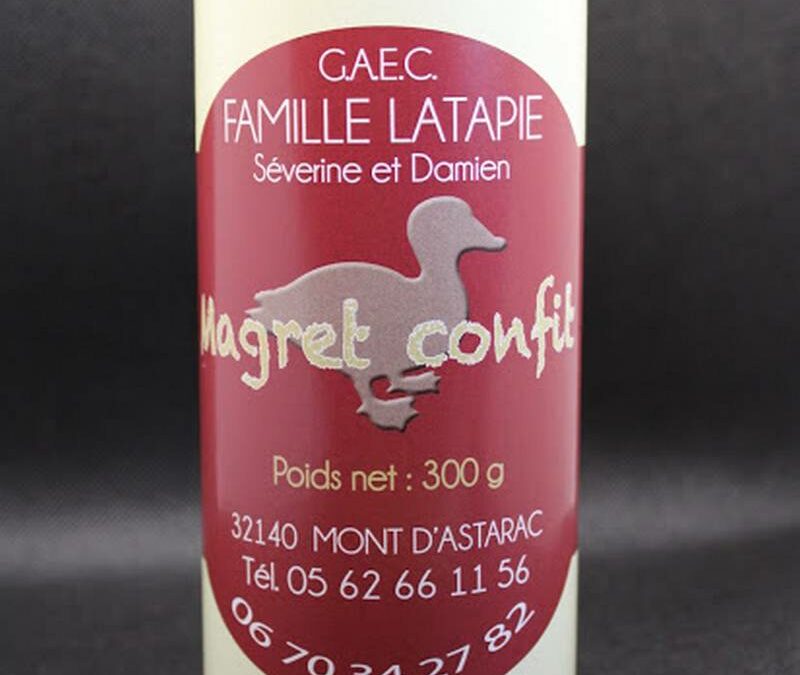 G.A.E.C.
FAMILLE LATAPIE
Séverine et Damien
Magret confit
Poids net : 300 g
32140 MONT D'ASTARAC
Tél. 05 62 66 11 56
06 70 34 27 82